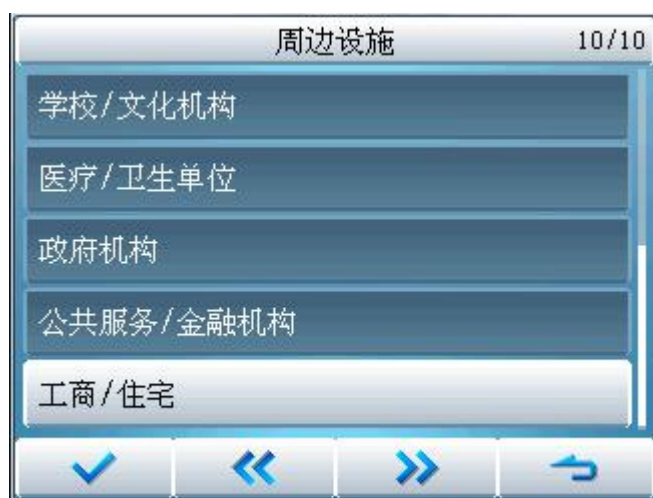 周边设施 10/10
学校/文化机构
医疗/卫生单位
政府机构
公共服务/金融机构
工商/住宅